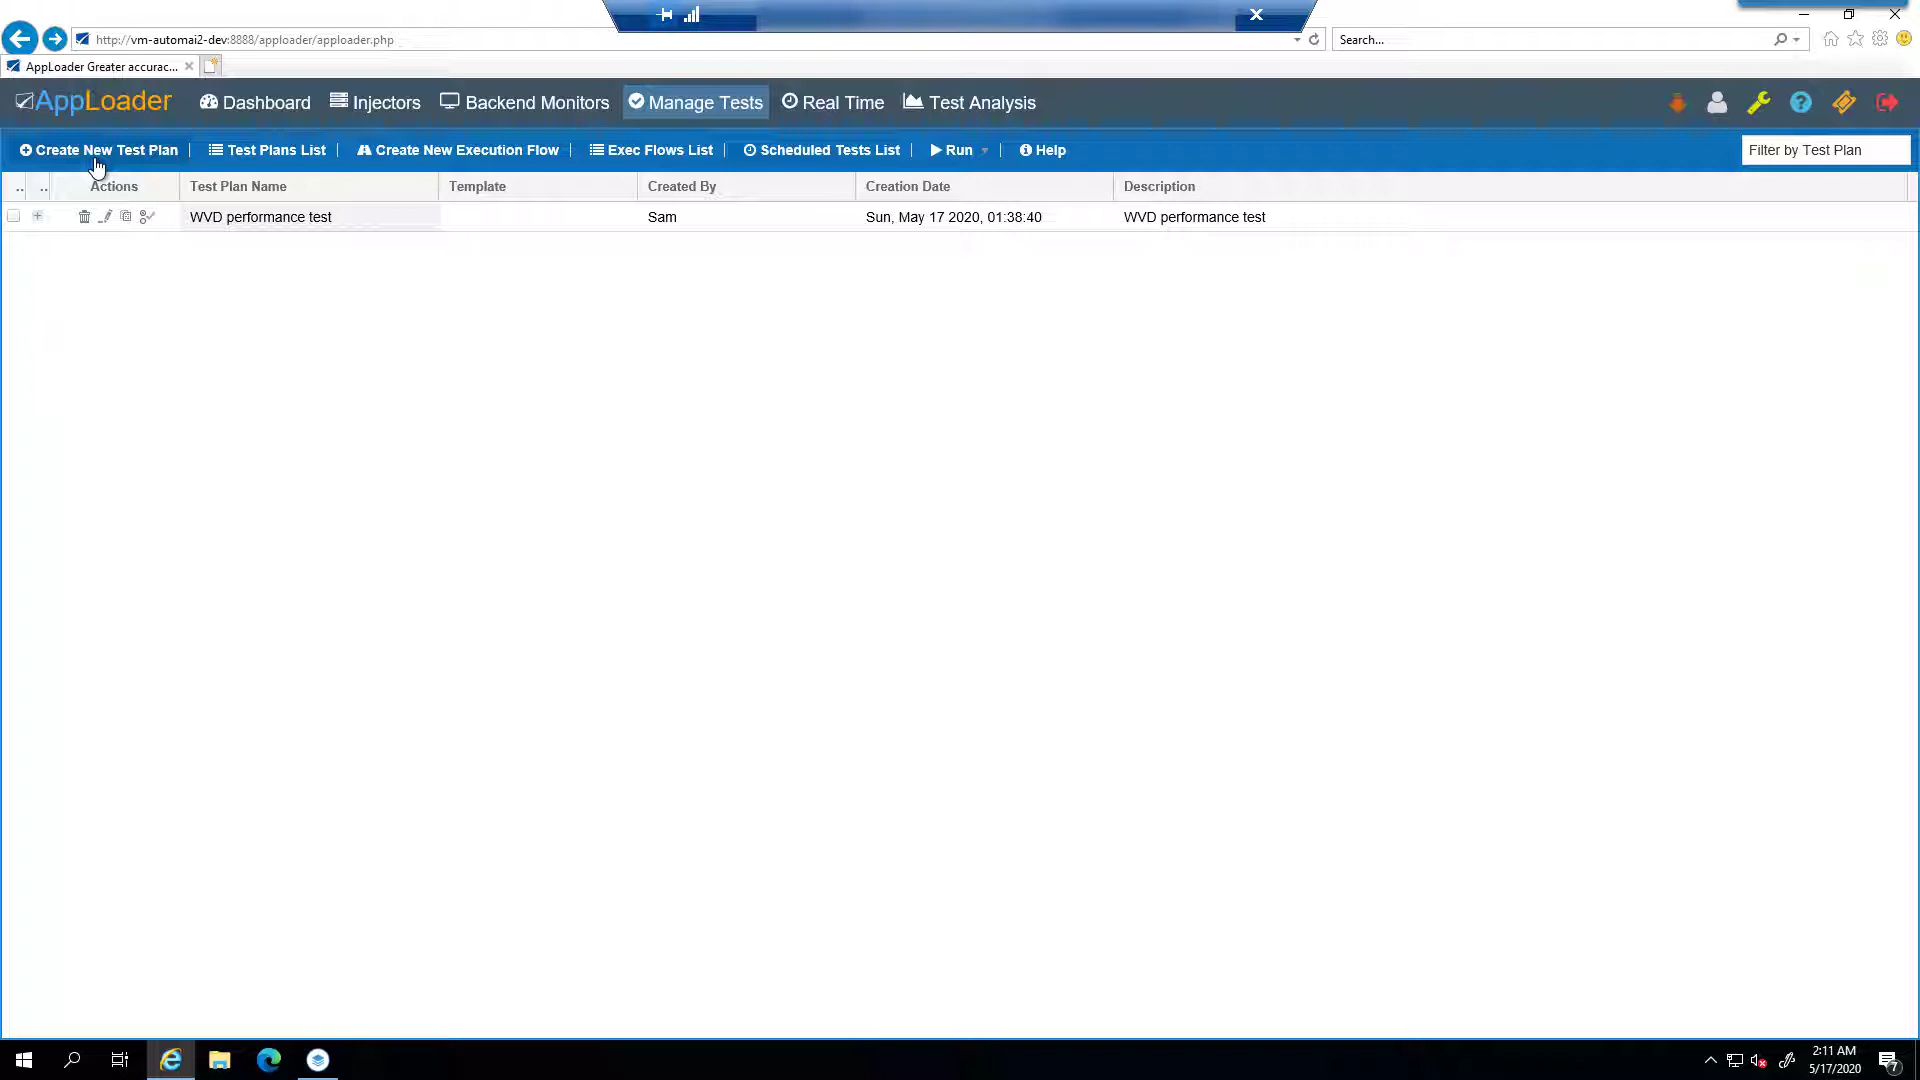 http://vm-automai2-dev:8888/apploader/apploader.php
Search...
AppLoader Greater accurac...
AppLoader
Dashboard
Injectors
Backend Monitors
Manage Tests
Real Time
Test Analysis
Create New Test Plan
Test Plans List
Create New Execution Flow
Exec Flows List
Scheduled Tests List
Run
Help
Filter by Test Plan
.. .. Actions Test Plan Name Template Created By Creation Date Description
WVD performance test Sam Sun, May 17 2020, 01:38:40 WVD performance test
2:11 AM
5/17/2020
7